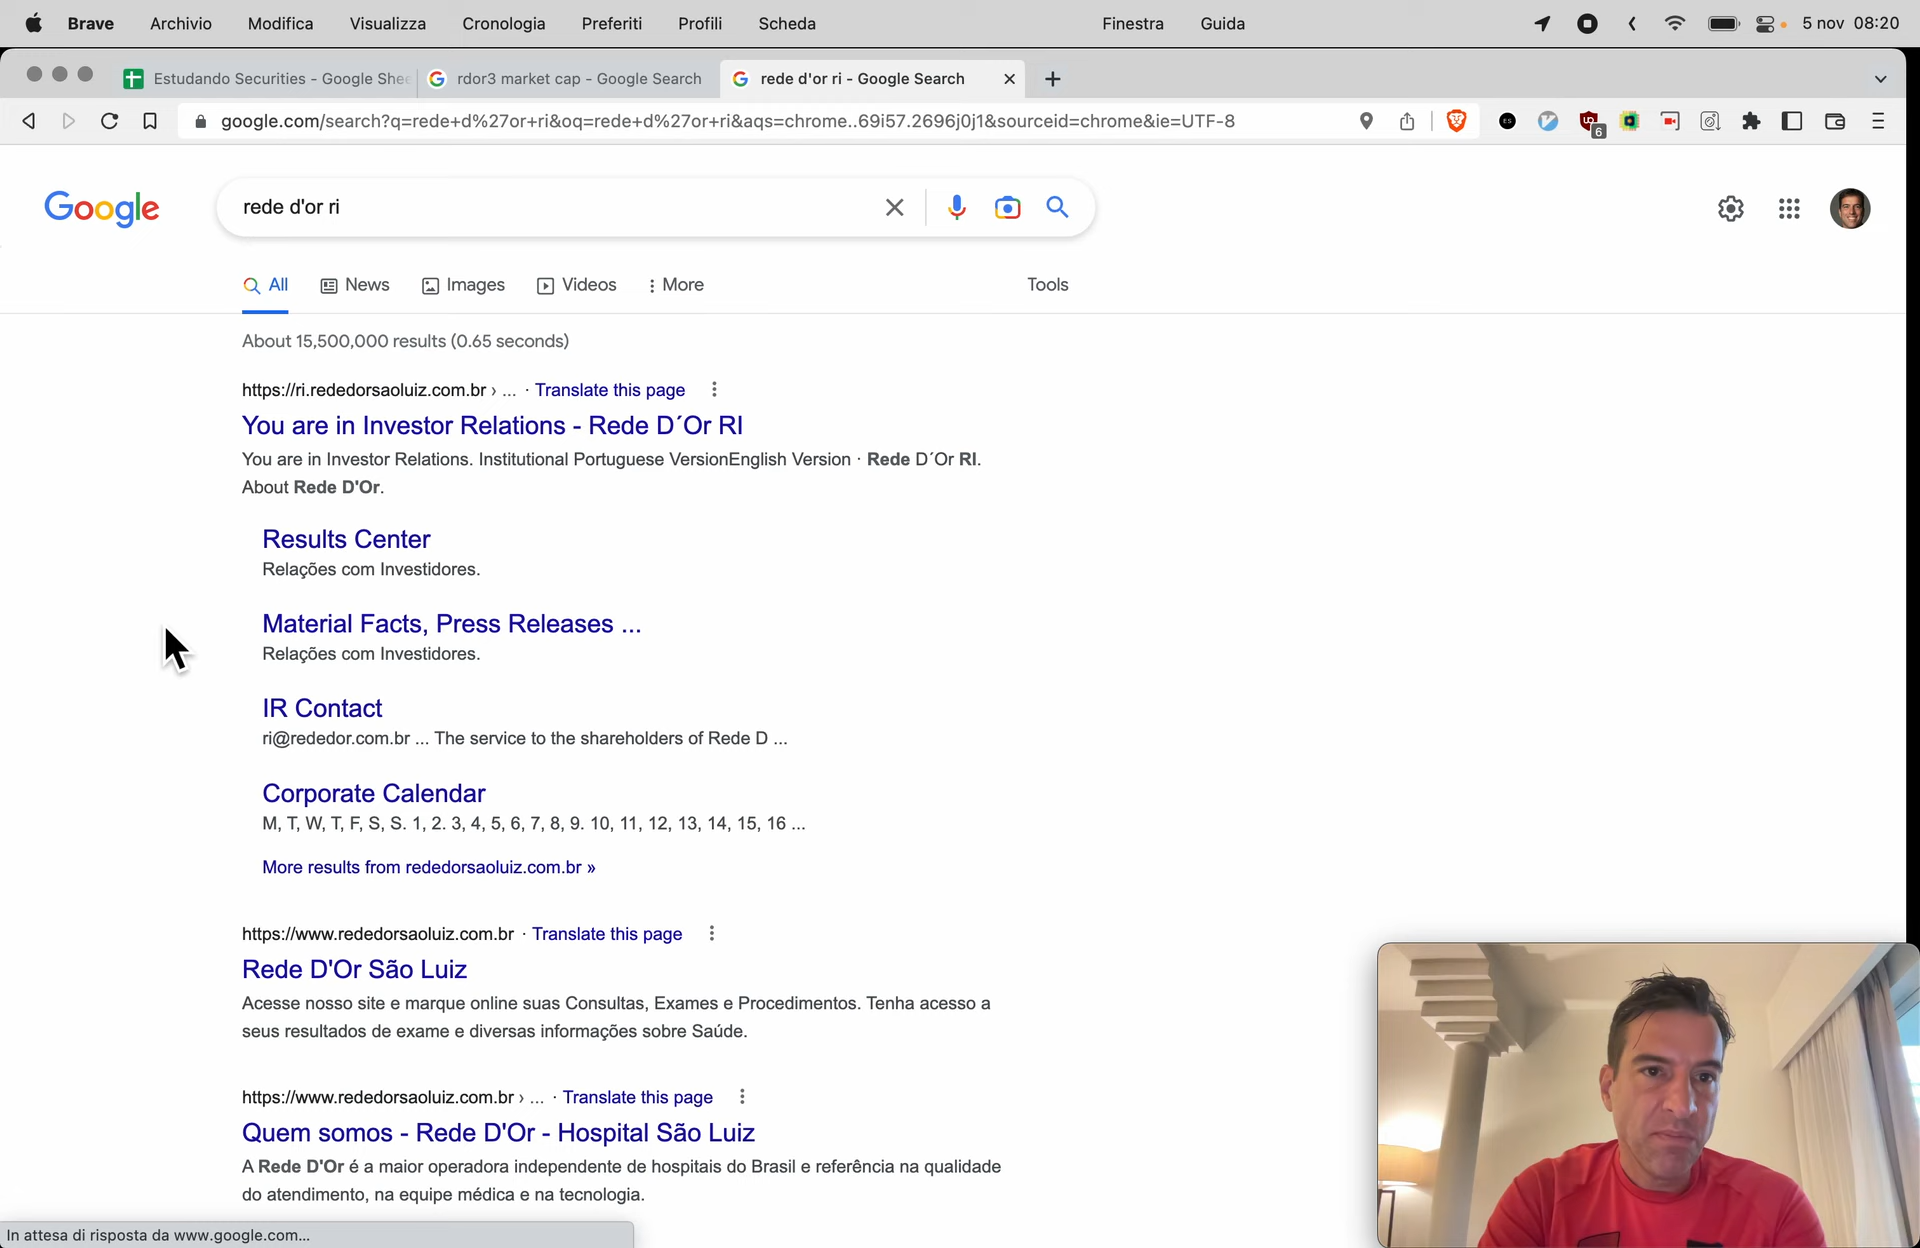 Brave Archivio Modifica Visualizza Cronologia Preferiti Profili Scheda Finestra Guida 5 nov 08:20
Estudando Securities - Google Shee
rdor3 market cap - Google Search
rede d'or ri - Google Search
google.com/search?q=rede+d%27or+ri&oq=rede+d%27or+ri&aqs=chrome..69i57.2696j0j1&sourceid=chrome&ie=UTF-8
ES
6
Google
rede d'or ri
All News Images Videos More Tools
About 15,500,000 results (0.65 seconds)
https://ri.rededorsaoluiz.com.br › ... · Translate this page
You are in Investor Relations - Rede D´Or RI
You are in Investor Relations. Institutional Portuguese VersionEnglish Version · Rede D´Or RI.
About Rede D'Or.
Results Center
Relações com Investidores.
Material Facts, Press Releases ...
Relações com Investidores.
IR Contact
ri@rededor.com.br ... The service to the shareholders of Rede D ...
Corporate Calendar
M, T, W, T, F, S, S. 1, 2. 3, 4, 5, 6, 7, 8, 9. 10, 11, 12, 13, 14, 15, 16 ...
More results from rededorsaoluiz.com.br »
https://www.rededorsaoluiz.com.br · Translate this page
Rede D'Or São Luiz
Acesse nosso site e marque online suas Consultas, Exames e Procedimentos. Tenha acesso a
seus resultados de exame e diversas informações sobre Saúde.
https://www.rededorsaoluiz.com.br › ... · Translate this page
Quem somos - Rede D'Or - Hospital São Luiz
A Rede D'Or é a maior operadora independente de hospitais do Brasil e referência na qualidade
do atendimento, na equipe médica e na tecnologia.
In attesa di risposta da www.google.com...